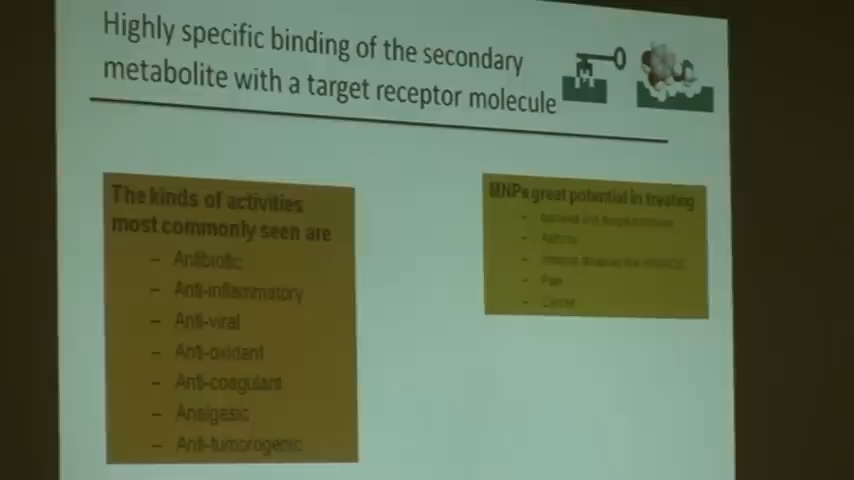 Highly specific binding of the secondary
metabolite with a target receptor molecule
The kinds of activities
most commonly seen are
– Antibiotic
– Anti-inflammatory
– Anti-viral
– Anti-oxidant
– Anti-coagulant
– Analgesic
– Anti-tumorogenic
MNPs great potential in treating
- Asthma
- Pain
- Cancer